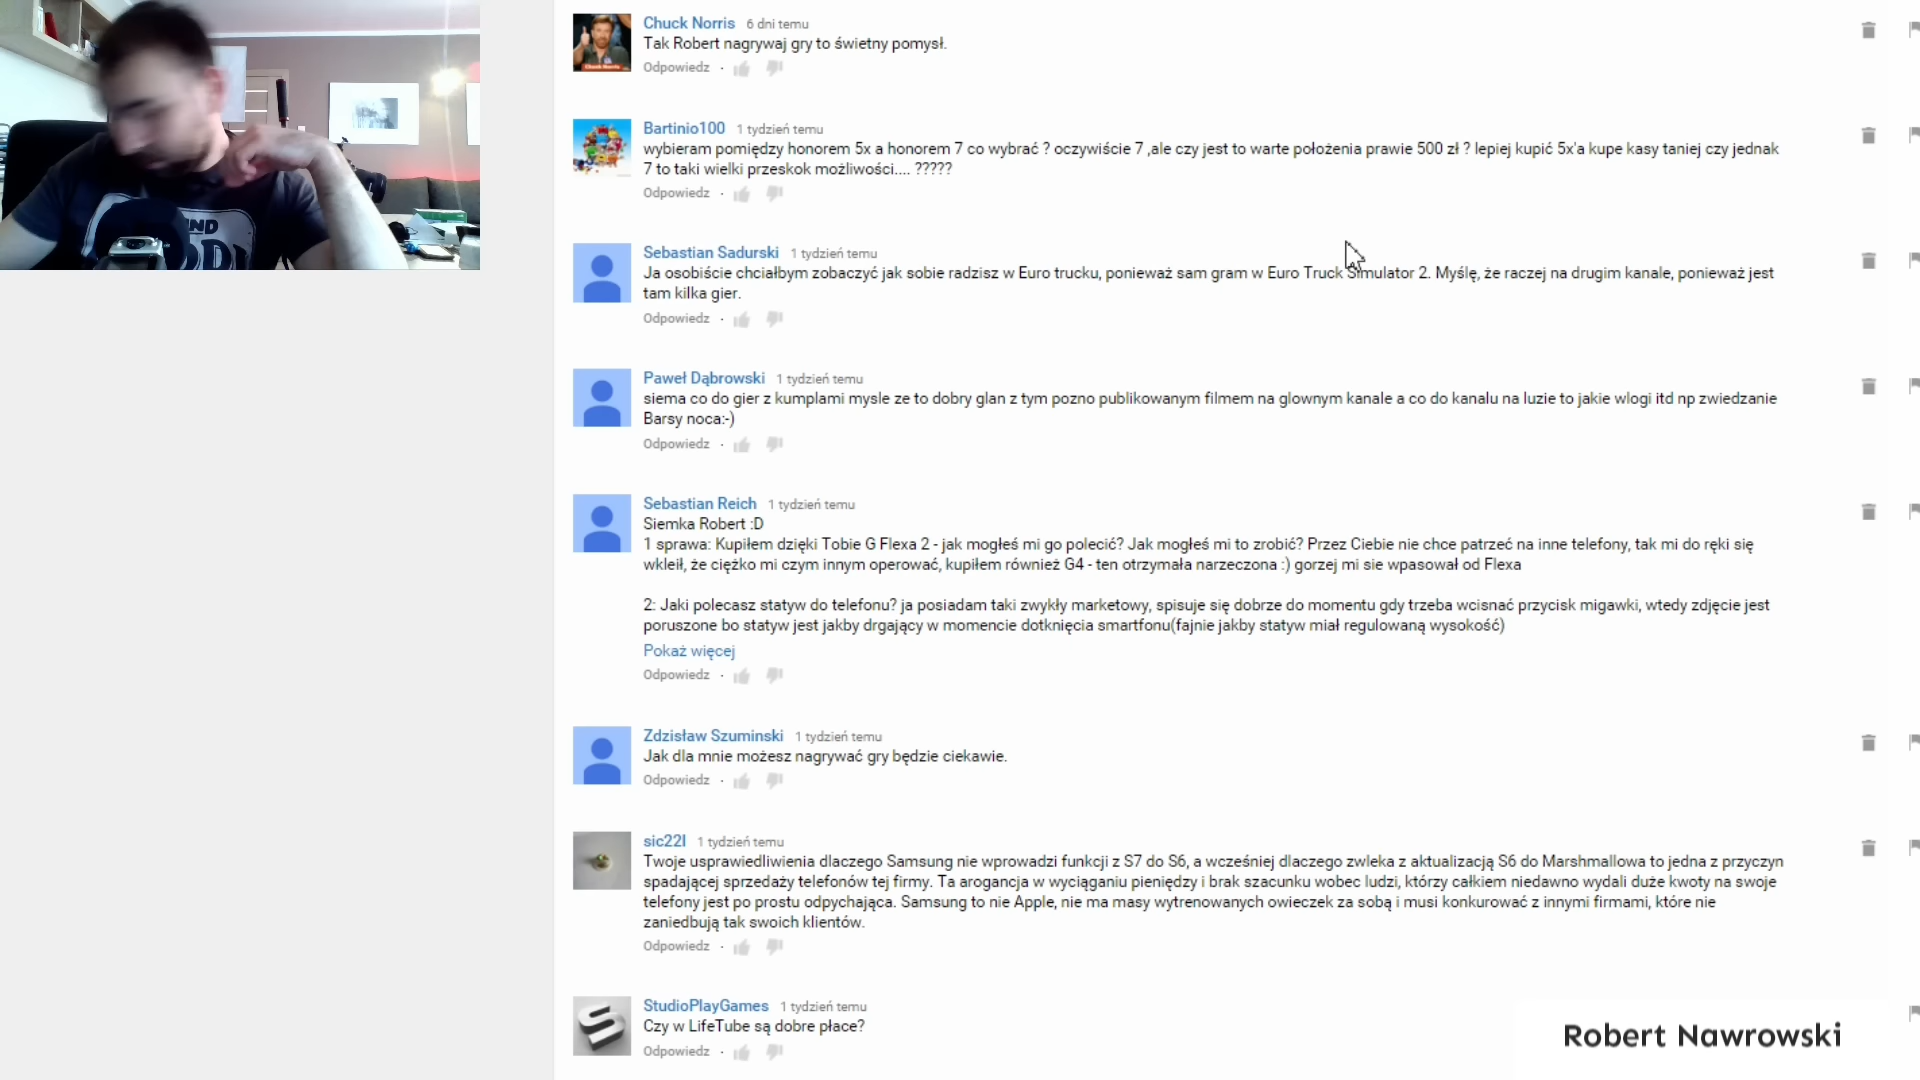 Chuck Norris 6 dni temu
Tak Robert nagrywaj gry to świetny pomysł.
Odpowiedz
Bartinio100 1 tydzień temu
wybieram pomiędzy honorem 5x a honorem 7 co wybrać ? oczywiście 7 ,ale czy jest to warte położenia prawie 500 zł ? lepiej kupić 5x'a kupe kasy taniej czy jednak
7 to taki wielki przeskok możliwości.... ?????
Odpowiedz
Sebastian Sadurski 1 tydzień temu
Ja osobiście chciałbym zobaczyć jak sobie radzisz w Euro trucku, ponieważ sam gram w Euro Truck Simulator 2. Myślę, że raczej na drugim kanale, ponieważ jest
tam kilka gier.
Odpowiedz
Paweł Dąbrowski 1 tydzień temu
siema co do gier z kumplami mysle ze to dobry glan z tym pozno publikowanym filmem na glownym kanale a co do kanalu na luzie to jakie wlogi itd np zwiedzanie
Barsy noca:-)
Odpowiedz
Sebastian Reich 1 tydzień temu
Siemka Robert :D
1 sprawa: Kupiłem dzięki Tobie G Flexa 2 - jak mogłeś mi go polecić? Jak mogłeś mi to zrobić? Przez Ciebie nie chce patrzeć na inne telefony, tak mi do ręki się
wkleił, że ciężko mi czym innym operować, kupiłem również G4 - ten otrzymała narzeczona :) gorzej mi sie wpasował od Flexa
2: Jaki polecasz statyw do telefonu? ja posiadam taki zwykły marketowy, spisuje się dobrze do momentu gdy trzeba wcisnać przycisk migawki, wtedy zdjęcie jest
poruszone bo statyw jest jakby drgający w momencie dotknięcia smartfonu(fajnie jakby statyw miał regulowaną wysokość)
Pokaż więcej
Odpowiedz
Zdzisław Szuminski 1 tydzień temu
Jak dla mnie możesz nagrywać gry będzie ciekawie.
Odpowiedz
sic22l 1 tydzień temu
Twoje usprawiedliwienia dlaczego Samsung nie wprowadzi funkcji z S7 do S6, a wcześniej dlaczego zwleka z aktualizacją S6 do Marshmallowa to jedna z przyczyn
spadającej sprzedaży telefonów tej firmy. Ta arogancja w wyciąganiu pieniędzy i brak szacunku wobec ludzi, którzy całkiem niedawno wydali duże kwoty na swoje
telefony jest po prostu odpychająca. Samsung to nie Apple, nie ma masy wytrenowanych owieczek za sobą i musi konkurować z innymi firmami, które nie
zaniedbują tak swoich klientów.
Odpowiedz
StudioPlayGames 1 tydzień temu
Czy w LifeTube są dobre płace?
Odpowiedz
Robert Nawrowski